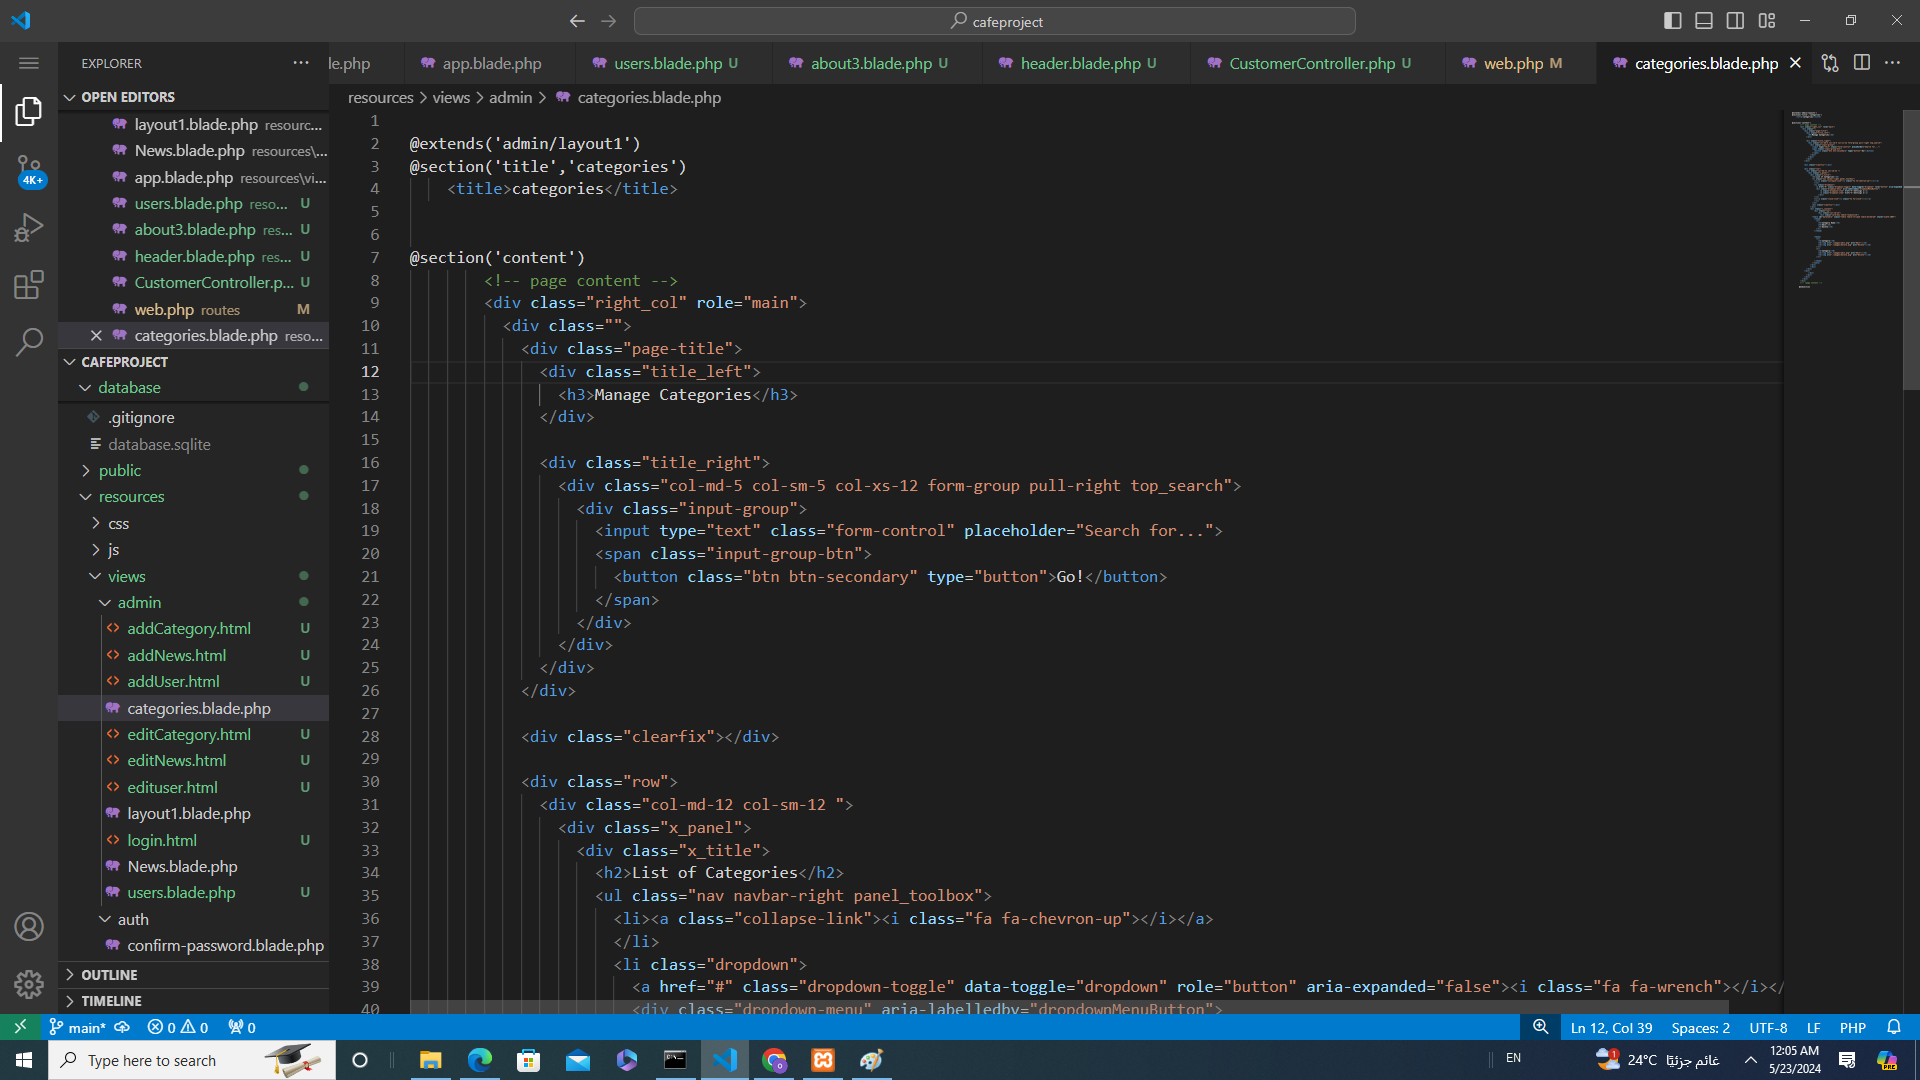 cafeproject
EXPLORER
le.php
app.blade.php
users.blade.php U
about3.blade.php U
header.blade.php U
CustomerController.php U
web.php M
categories.blade.php
OPEN EDITORS
layout1.blade.php resourc...
News.blade.php resources\...
app.blade.php resources\vi...
users.blade.php reso... U
about3.blade.php res... U
header.blade.php res... U
CustomerController.p... U
web.php routes M
categories.blade.php reso...
CAFEPROJECT
database
.gitignore
database.sqlite
public
resources
css
js
views
admin
addCategory.html U
addNews.html U
addUser.html U
categories.blade.php
editCategory.html U
editNews.html U
edituser.html U
layout1.blade.php
login.html U
News.blade.php
users.blade.php U
auth
confirm-password.blade.php
OUTLINE
TIMELINE
4K+
resources > views > admin > categories.blade.php
1
2 @extends('admin/layout1')
3 @section('title','categories')
4 <title>categories</title>
5
6
7 @section('content')
8 <!-- page content -->
9 <div class="right_col" role="main">
10 <div class="">
11 <div class="page-title">
12 <div class="title_left">
13 <h3>Manage Categories</h3>
14 </div>
15
16 <div class="title_right">
17 <div class="col-md-5 col-sm-5 col-xs-12 form-group pull-right top_search">
18 <div class="input-group">
19 <input type="text" class="form-control" placeholder="Search for...">
20 <span class="input-group-btn">
21 <button class="btn btn-secondary" type="button">Go!</button>
22 </span>
23 </div>
24 </div>
25 </div>
26 </div>
27
28 <div class="clearfix"></div>
29
30 <div class="row">
31 <div class="col-md-12 col-sm-12 ">
32 <div class="x_panel">
33 <div class="x_title">
34 <h2>List of Categories</h2>
35 <ul class="nav navbar-right panel_toolbox">
36 <li><a class="collapse-link"><i class="fa fa-chevron-up"></i></a>
37 </li>
38 <li class="dropdown">
39 <a href="#" class="dropdown-toggle" data-toggle="dropdown" role="button" aria-expanded="false"><i class="fa fa-wrench"></i></
40 <div class="dropdown-menu" aria-labelledby="dropdownMenuButton">
main* 0 0 0
Ln 12, Col 39 Spaces: 2 UTF-8 LF PHP
Type here to search
EN
1
24°C غائم جزئيًا
12:05 AM
5/23/2024
PRE